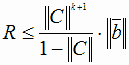 R ≤ ‖C‖^{k+1} / (1 − ‖C‖) · ‖b̄‖